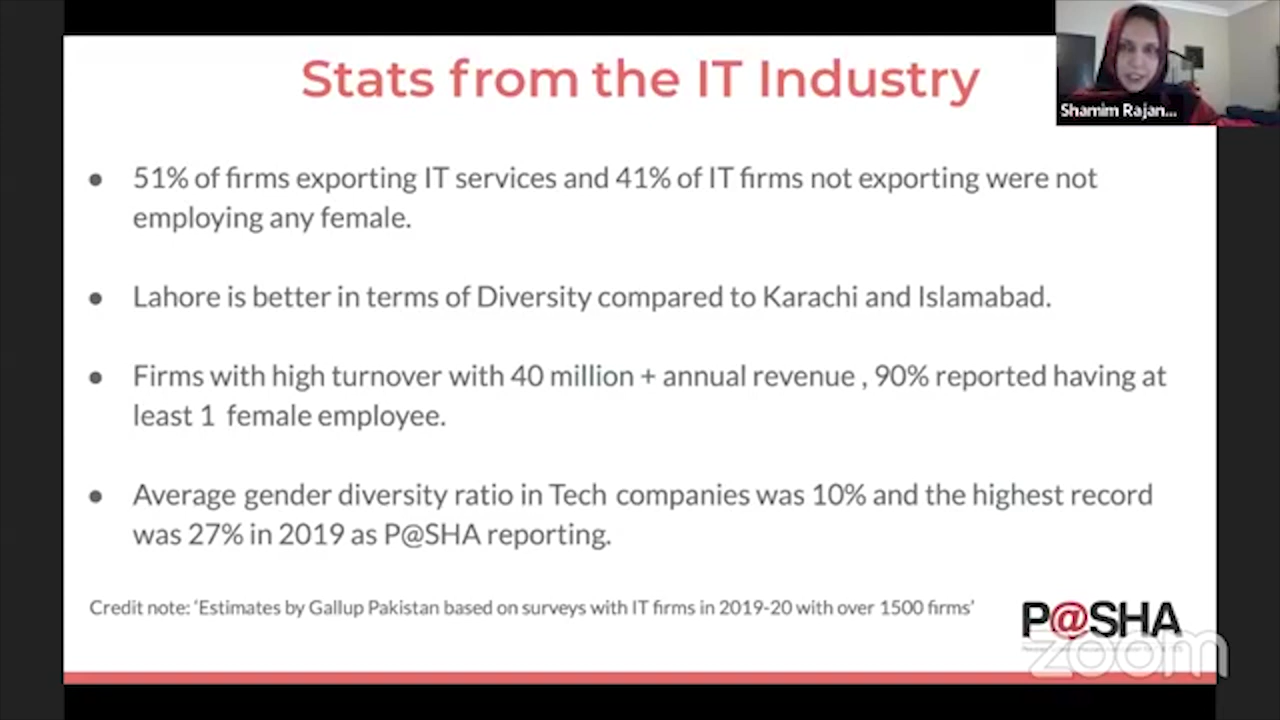 Stats from the IT Industry
Shamim Rajan...
● 51% of firms exporting IT services and 41% of IT firms not exporting were not
employing any female.
● Lahore is better in terms of Diversity compared to Karachi and Islamabad.
● Firms with high turnover with 40 million + annual revenue , 90% reported having at
least 1 female employee.
● Average gender diversity ratio in Tech companies was 10% and the highest record
was 27% in 2019 as P@SHA reporting.
Credit note: ‘Estimates by Gallup Pakistan based on surveys with IT firms in 2019-20 with over 1500 firms’
P@SHA
zoom